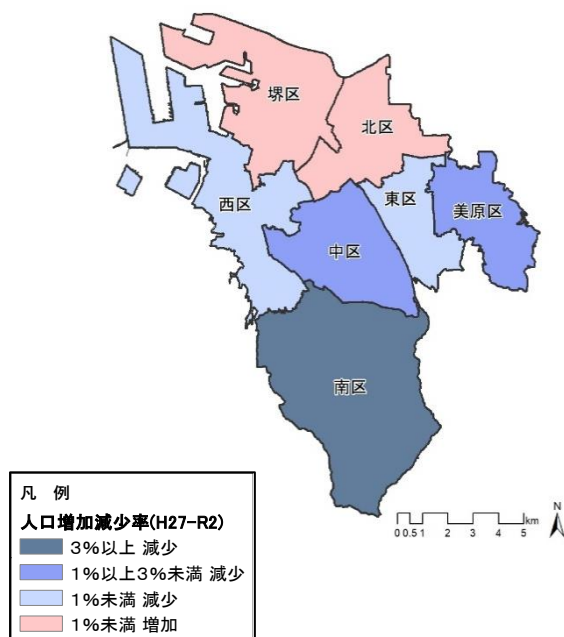 堺区
北区
西区
東区
美原区
中区
南区
凡 例
人口増加減少率(H27-R2)
3%以上 減少
1%以上3%未満 減少
1%未満 減少
1%未満 増加
N
km
0 0.5 1 2 3 4 5